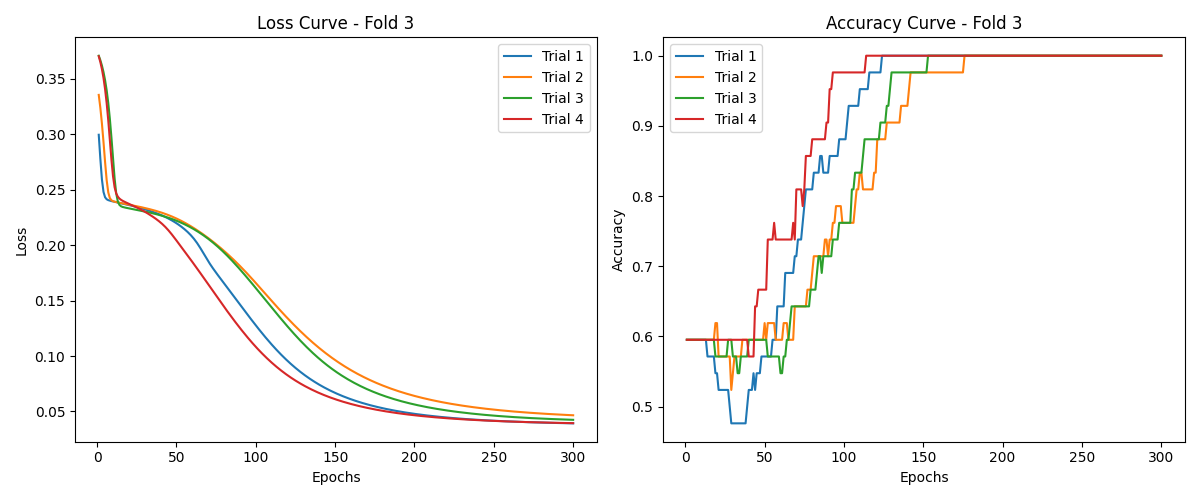 Loss Curve - Fold 3
Loss
0.35
0.30
0.25
0.20
0.15
0.10
0.05
0 50 100 150 200 250 300
Epochs
Trial 1
Trial 2
Trial 3
Trial 4
Accuracy Curve - Fold 3
Accuracy
1.0
0.9
0.8
0.7
0.6
0.5
0 50 100 150 200 250 300
Epochs
Trial 1
Trial 2
Trial 3
Trial 4